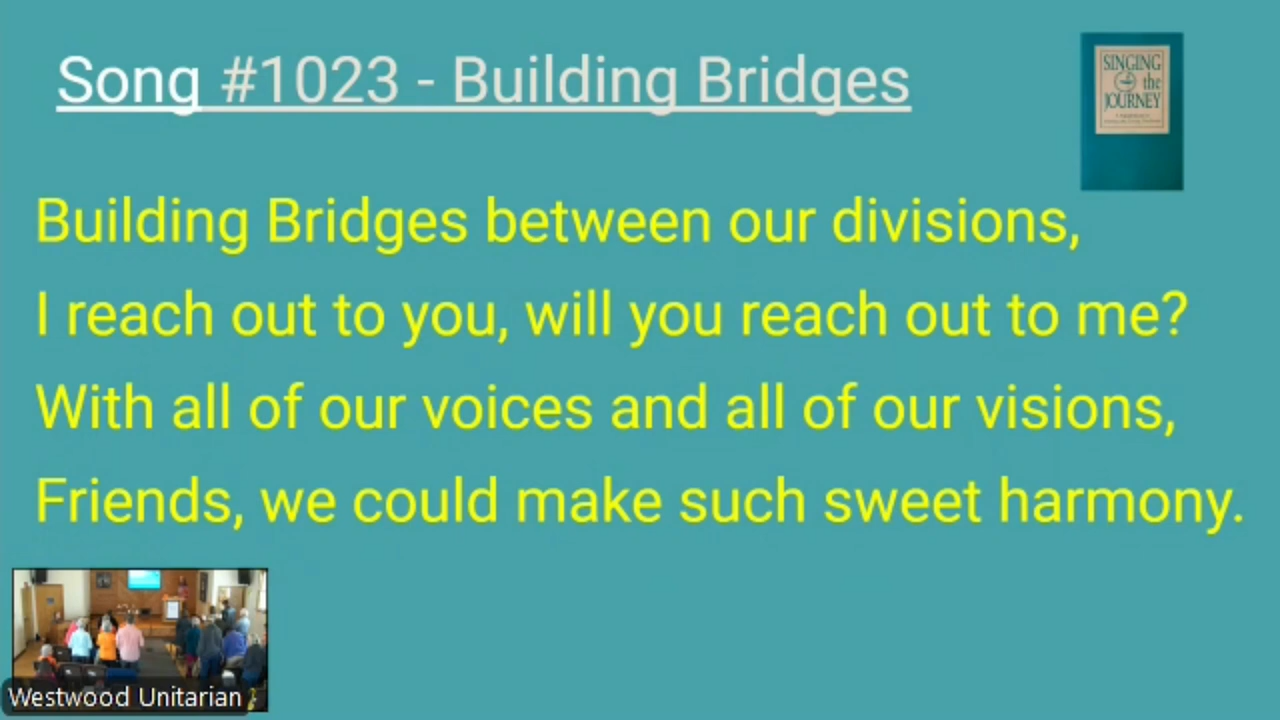 Song #1023 - Building Bridges
SINGING
the
JOURNEY
Building Bridges between our divisions,
I reach out to you, will you reach out to me?
With all of our voices and all of our visions,
Friends, we could make such sweet harmony.
Westwood Unitarian